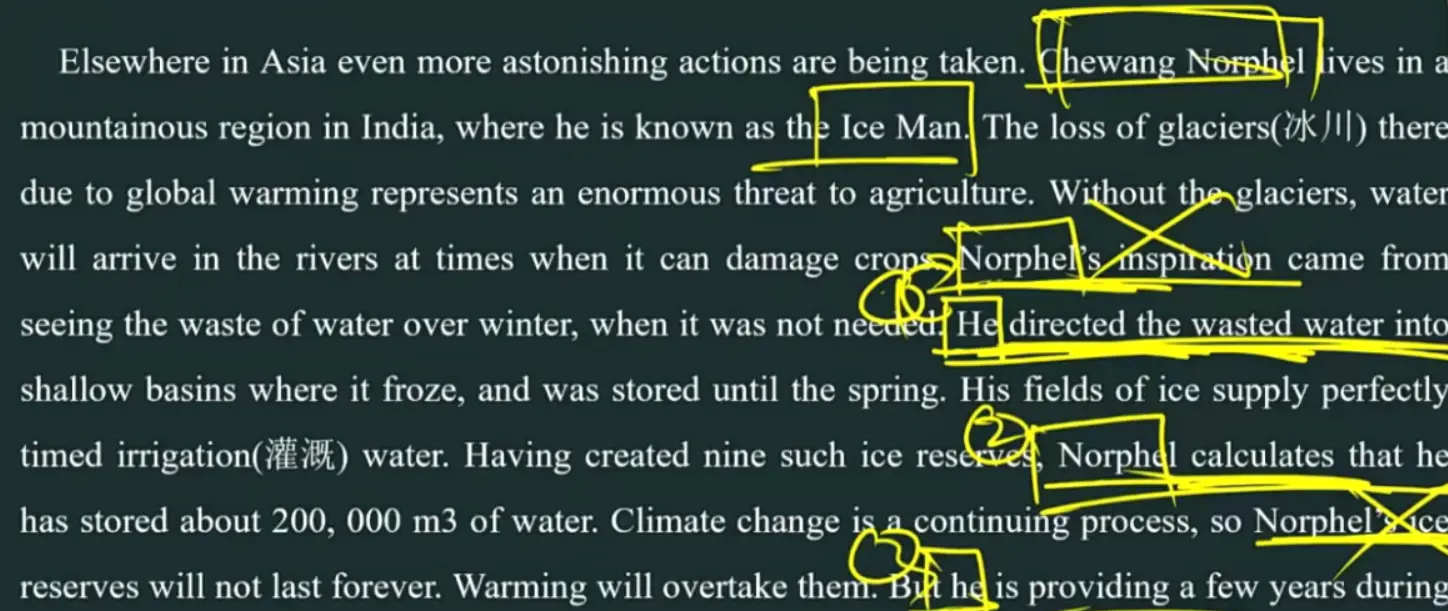 Elsewhere in Asia even more astonishing actions are being taken. Chewang Norphel lives in a
mountainous region in India, where he is known as the Ice Man. The loss of glaciers(冰川) there
due to global warming represents an enormous threat to agriculture. Without the glaciers, water
will arrive in the rivers at times when it can damage crops. Norphel's inspiration came from
seeing the waste of water over winter, when it was not needed. He directed the wasted water into
shallow basins where it froze, and was stored until the spring. His fields of ice supply perfectly
timed irrigation(灌溉) water. Having created nine such ice reserves, Norphel calculates that he
has stored about 200, 000 m3 of water. Climate change is a continuing process, so Norphel's ice
reserves will not last forever. Warming will overtake them. But he is providing a few years during